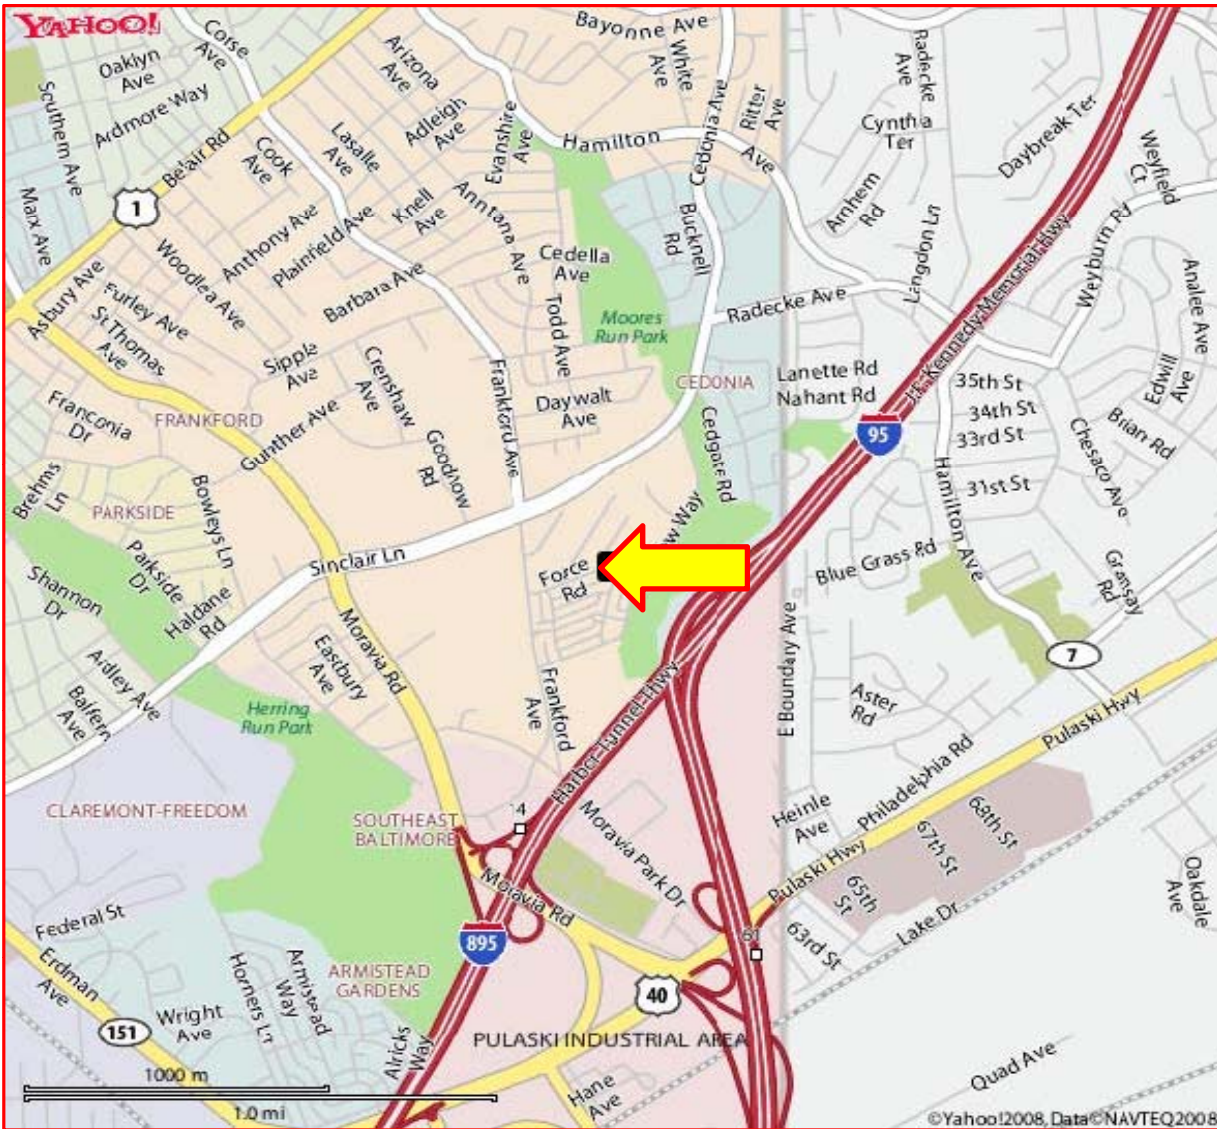 YAHOO!
Corse
Ave
Oaklyn
Ave
Ardmore Way
Southern Ave
Marx Ave
Belair Rd
1
Cook
Ave
Lasalle
Ave
Arizona
Ave
Adleigh
Ave
Evanshire
Ave
Bayonne Ave
White
Ave
Hamilton
Ave
Cedonia Ave
Ritter
Ave
Radecke
Ave
Cynthia
Ter
Daybreak Ter
Weyfield
Ct
Arnhem
Rd
Langdon Ln
J.F. Kennedy Memorial Hwy
Weyburn Rd
Analee Ave
Edwill
Ave
Brian Rd
Chesaco Ave
Anthony Ave
Plainfield Ave
Knell
Ave
Anntana Ave
Cedella
Ave
Todd Ave
Bucknell
Rd
Moores
Run Park
Radecke Ave
Woodlea Ave
Barbara Ave
Asbury Ave
Furley Ave
St Thomas
Ave
Sipple
Ave
Crenshaw
Ave
Goodnow
Rd
Frankford Ave
Daywalt
Ave
CEDONIA
Cedgate Rd
Lanette Rd
Nahant Rd
95
35th St
34th St
33rd St
31st St
Hamilton Ave
Gransay
Rd
Franconia
Dr
FRANKFORD
Gunther Ave
Brehms
Ln
PARKSIDE
Bowleys Ln
Parkside
Dr
Shannon
Dr
Haldane
Rd
Sinclair Ln
Force
Rd
w Way
Blue Grass Rd
E Boundary Ave
7
Aster
Rd
Pulaski Hwy
Philadelphia Rd
Moravia Rd
Eastbury
Ave
Ardley Ave
Balfern
Ave
Herring
Run Park
Frankford
Ave
Harbor Tunnel Hwy
CLAREMONT-FREEDOM
SOUTHEAST
BALTIMORE
14
Moravia Park Dr
Heinle
Ave
Pulaski Hwy
68th St
67th St
65th
St
63rd St
Lake Dr
Oakdale
Ave
Moravia Rd
61
Federal St
Erdman
Ave
895
ARMISTEAD
GARDENS
Armistead
Way
Horners Ln
Wright
Ave
151
40
PULASKI INDUSTRIAL AREA
Alricks
Way
Hane
Ave
Quad Ave
1000 m
1.0 mi
©Yahoo!2008, Data©NAVTEQ2008